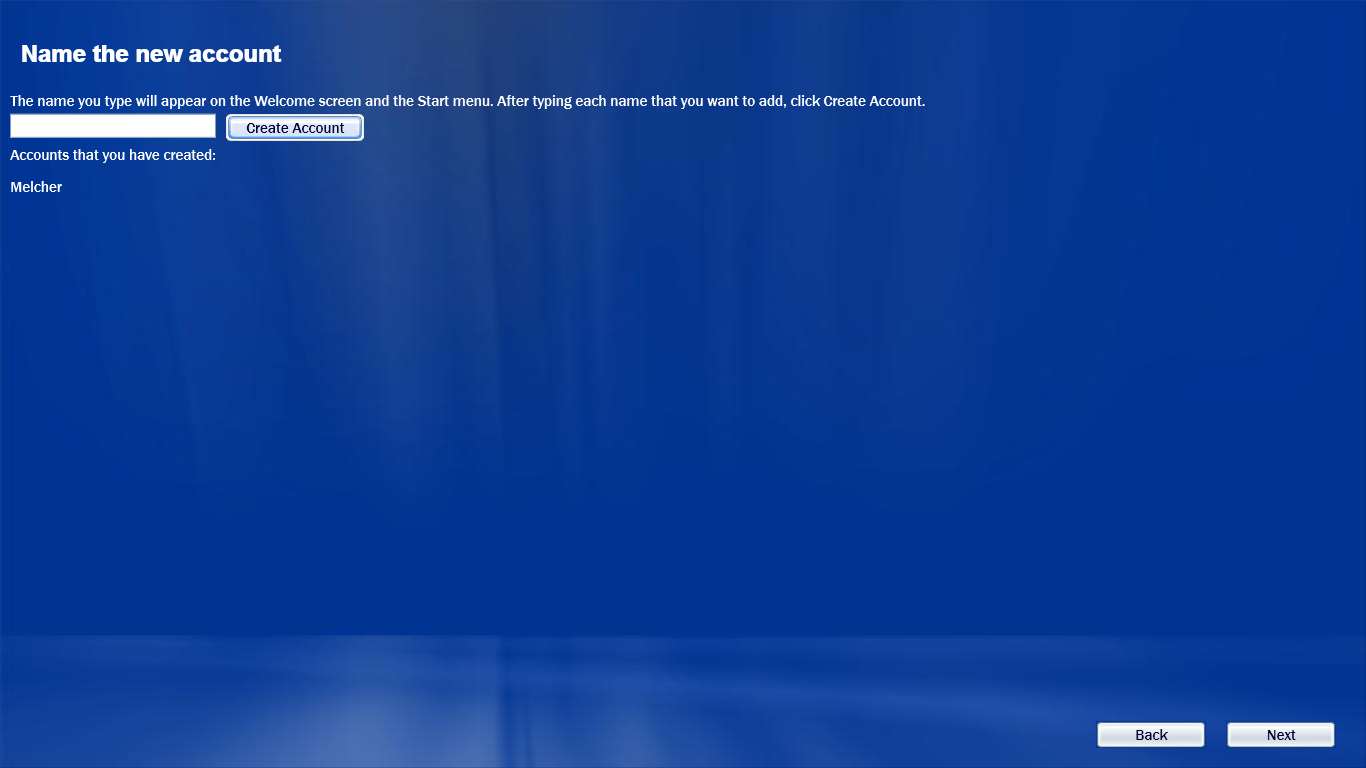 Name the new account
The name you type will appear on the Welcome screen and the Start menu. After typing each name that you want to add, click Create Account.
Create Account
Accounts that you have created:
Melcher
Back Next